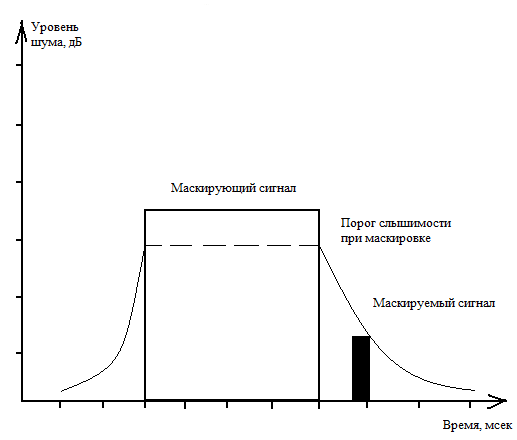 Уровень
шума, дБ
Маскирующий сигнал
Порог слышимости
при маскировке
Маскируемый сигнал
Время, мсек